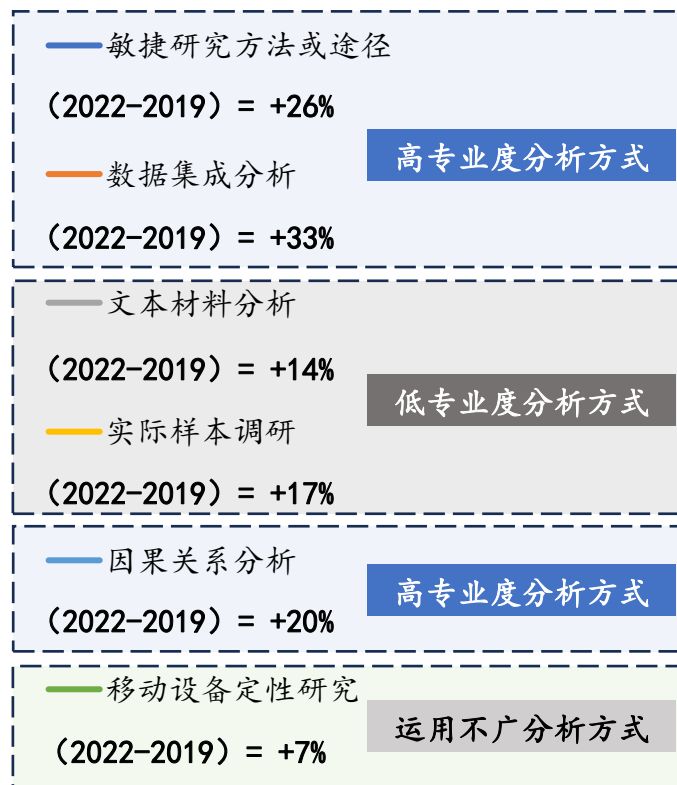 敏捷研究方法或途径
（2022-2019）= +26%
高专业度分析方式
数据集成分析
（2022-2019）= +33%
文本材料分析
（2022-2019）= +14%
低专业度分析方式
实际样本调研
（2022-2019）= +17%
因果关系分析
高专业度分析方式
（2022-2019）= +20%
移动设备定性研究
运用不广分析方式
（2022-2019）= +7%